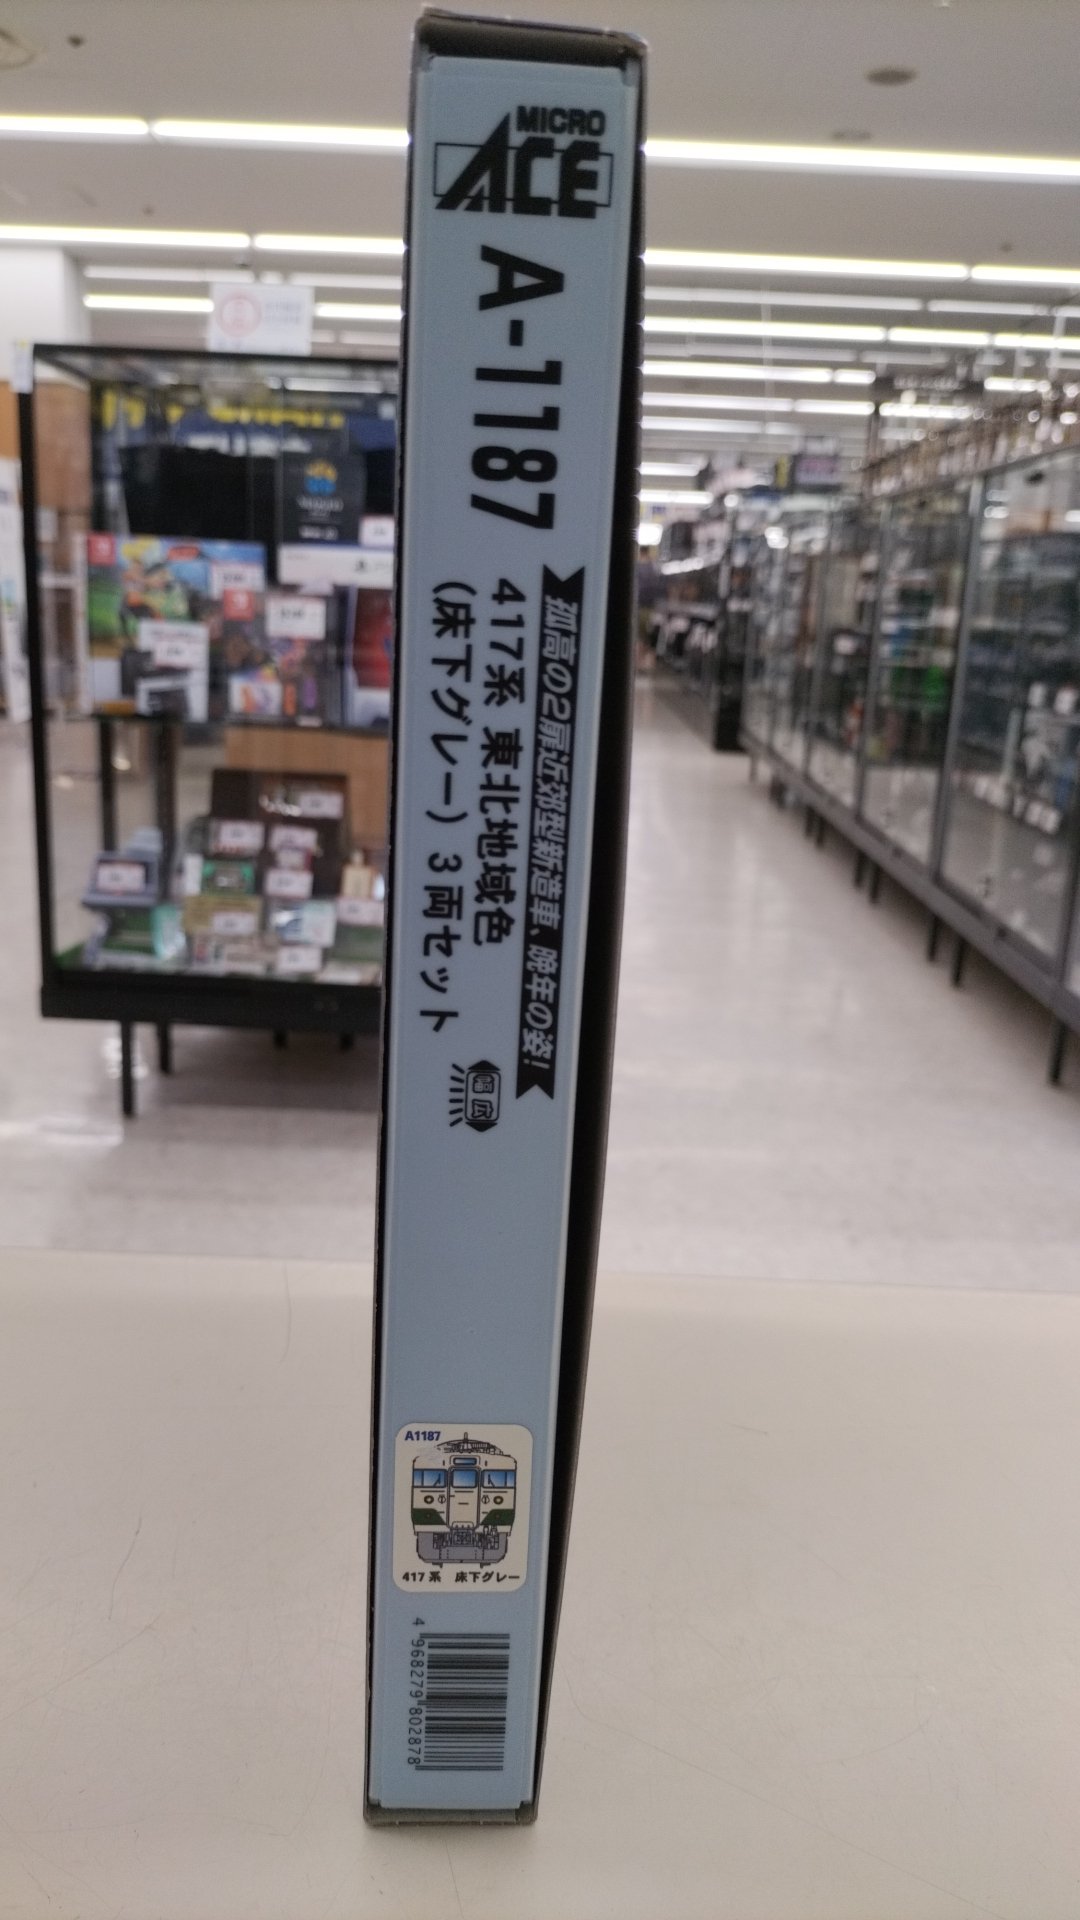 MICRO
ACE
A-1187
孤高の2扉近郊型新造車、晩年の姿!
417系 東北地域色
(床下グレー) 3両セット
幅広
A1187
417系 床下グレー
4 968279 802878